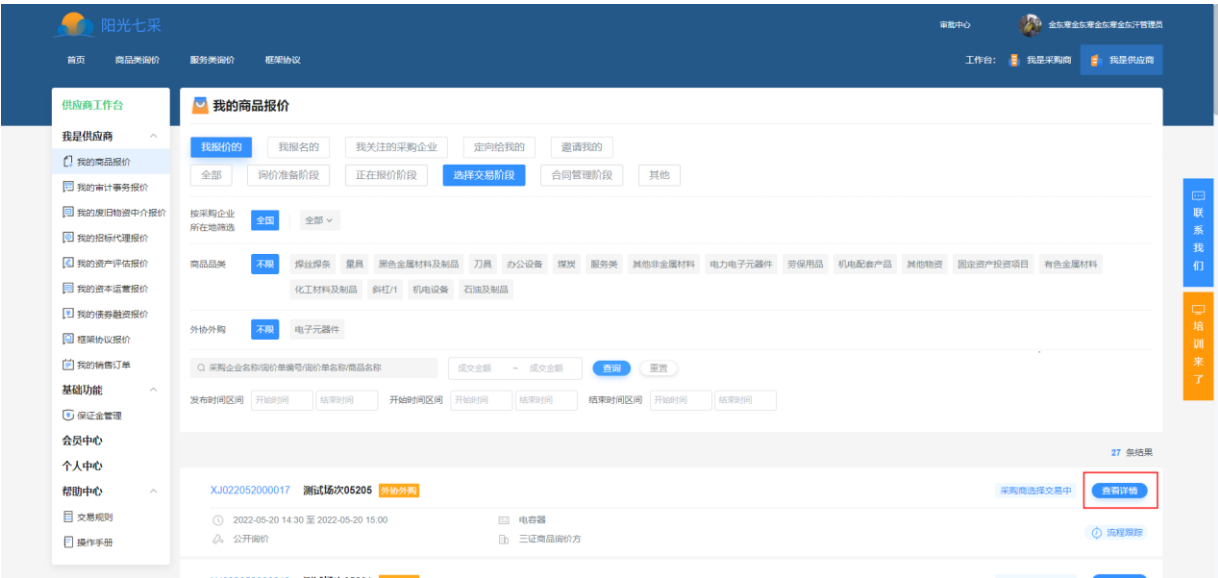 阳光七采
审批中心
金东寒金东寒金东寒金东汗管理员
首页 商品类询价 服务类询价 框架协议 工作台： 我是采购商 我是供应商
供应商工作台
我是供应商
我的商品报价
我的审计事务报价
我的废旧物资中介报价
我的招标代理报价
我的资产评估报价
我的资本运营报价
我的债券融资报价
框架协议报价
我的销售订单
基础功能
保证金管理
会员中心
个人中心
帮助中心
交易规则
操作手册
我的商品报价
我报价的 我报名的 我关注的采购企业 定向给我的 邀请我的
全部 询价准备阶段 正在报价阶段 选择交易阶段 合同管理阶段 其他
按采购企业
所在地筛选 全国 全部
商品品类 不限 焊丝焊条 量具 黑色金属材料及制品 刀具 办公设备 煤炭 服务类 其他非金属材料 电力电子元器件 劳保用品 机电配套产品 其他物资 固定资产投资项目 有色金属材料
化工材料及制品 斜杠/1 机电设备 石油及制品
外协外购 不限 电子元器件
采购企业名称/询价单编号/询价单名称/商品名称 成交金额 ~ 成交金额 查询 重置
发布时间区间 开始时间 结束时间 开始时间区间 开始时间 结束时间 结束时间区间 开始时间 结束时间
27 条结果
XJ022052000017 测试场次05205 外协外购 采购商选择交易中 查看详情
2022-05-20 14:30 至 2022-05-20 15:00 电容器
公开询价 三证商品询价方 流程跟踪
联系我们
培训来了